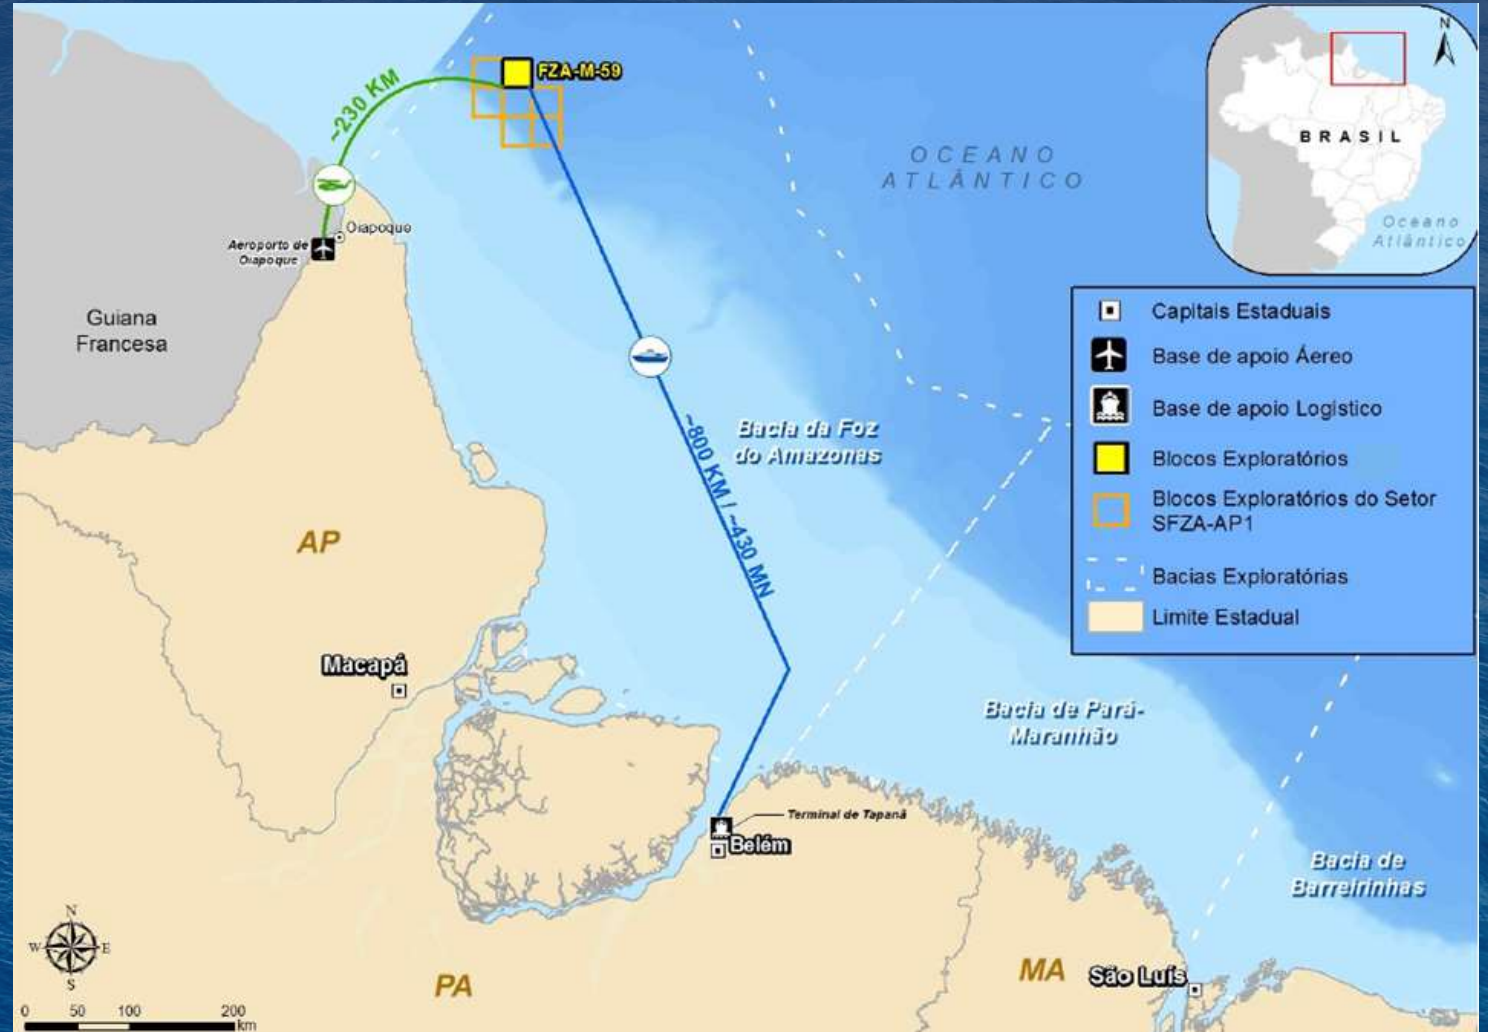 FZA-M-59
~230 KM
Oiapoque
Aeroporto de
Oiapoque
OCEANO
ATLÂNTICO
N
BRASIL
Oceano
Atlântico
Guiana
Francesa
Capitais Estaduais
Base de apoio Áereo
Base de apoio Logístico
Blocos Exploratórios
Blocos Exploratórios do Setor
SFZA-AP1
Bacias Exploratórias
Limite Estadual
Bacia da Foz
do Amazonas
~800 KM / ~430 MN
AP
Macapá
Bacia de Pará-
Maranhão
Terminal de Tapanã
Belém
Bacia de
Barreirinhas
N
W E
S
PA
MA
São Luís
0 50 100 200
km